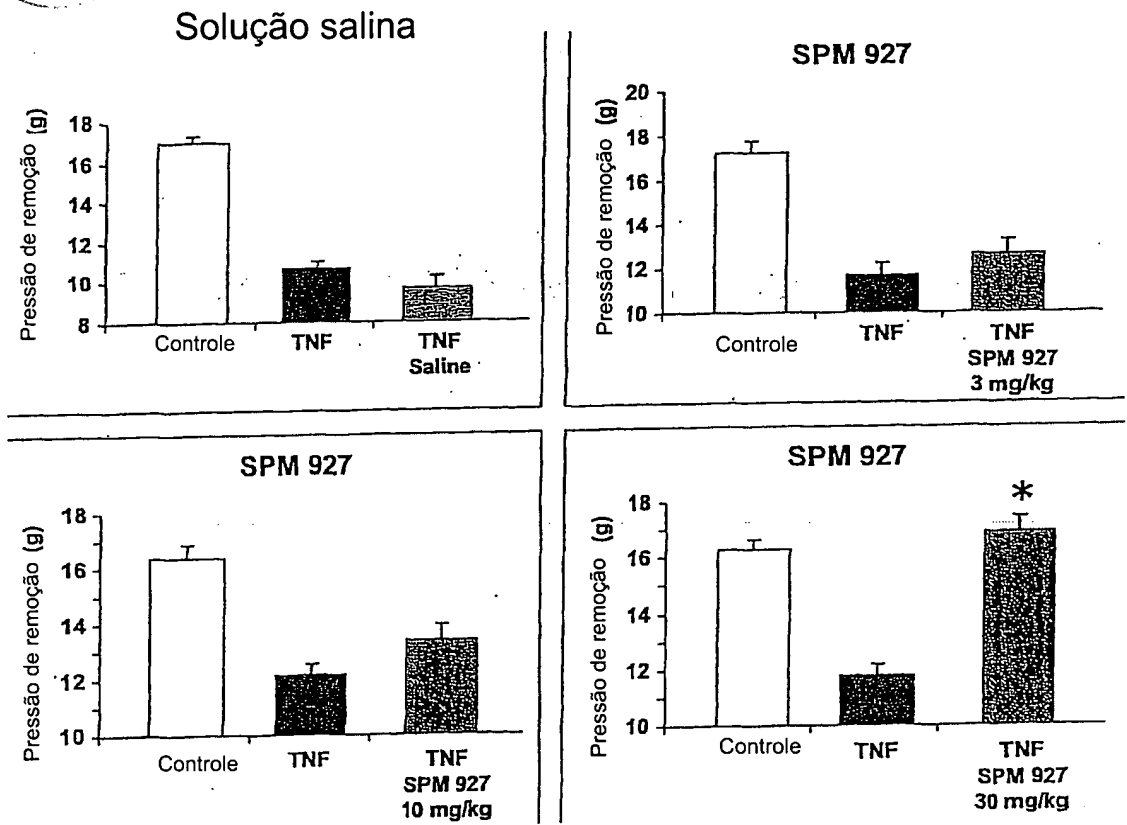 Solução salina
Pressão de remoção (g)
18
16
14
12
10
8
Controle
TNF
TNF
Saline
SPM 927
Pressão de remoção (g)
20
18
16
14
12
10
Controle
TNF
TNF
SPM 927
3 mg/kg
SPM 927
Pressão de remoção (g)
18
16
14
12
10
Controle
TNF
TNF
SPM 927
10 mg/kg
SPM 927
Pressão de remoção (g)
18
16
14
12
10
*
Controle
TNF
TNF
SPM 927
30 mg/kg